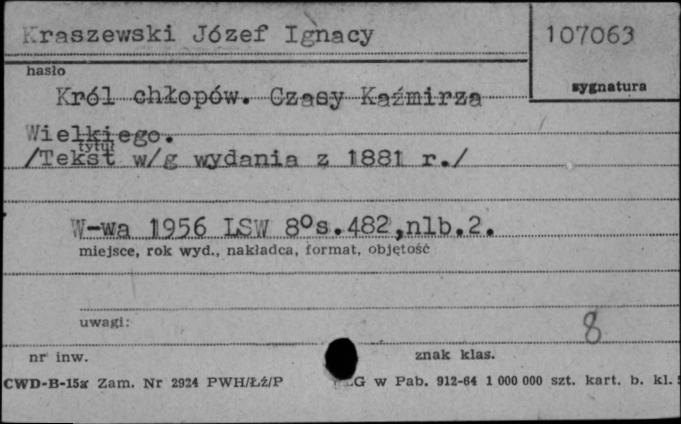 Kraszewski Józef Ignacy
107063
hasło
sygnatura
Król chłopów. Czasy Kaźmirza
Wielkiego.
tytuł
/Tekst w/g wydania z 1881 r./
W-wa 1956 LSW 8°s.482,nlb.2.
miejsce, rok wyd., nakładca, format, objętość
uwagi:
8
nr inw.
znak klas.
CWD-B-15a Zam. Nr 2924 PWH/Łź/P
w Pab. 912-64 1 000 000 szt. kart. b. kl.